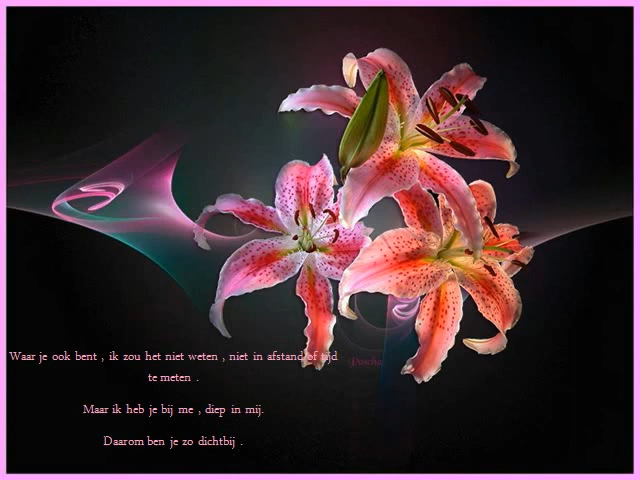 Waar je ook bent , ik zou het niet weten , niet in afstand of tijd
te meten .
Maar ik heb je bij me , diep in mij.
Daarom ben je zo dichtbij .
Pascha